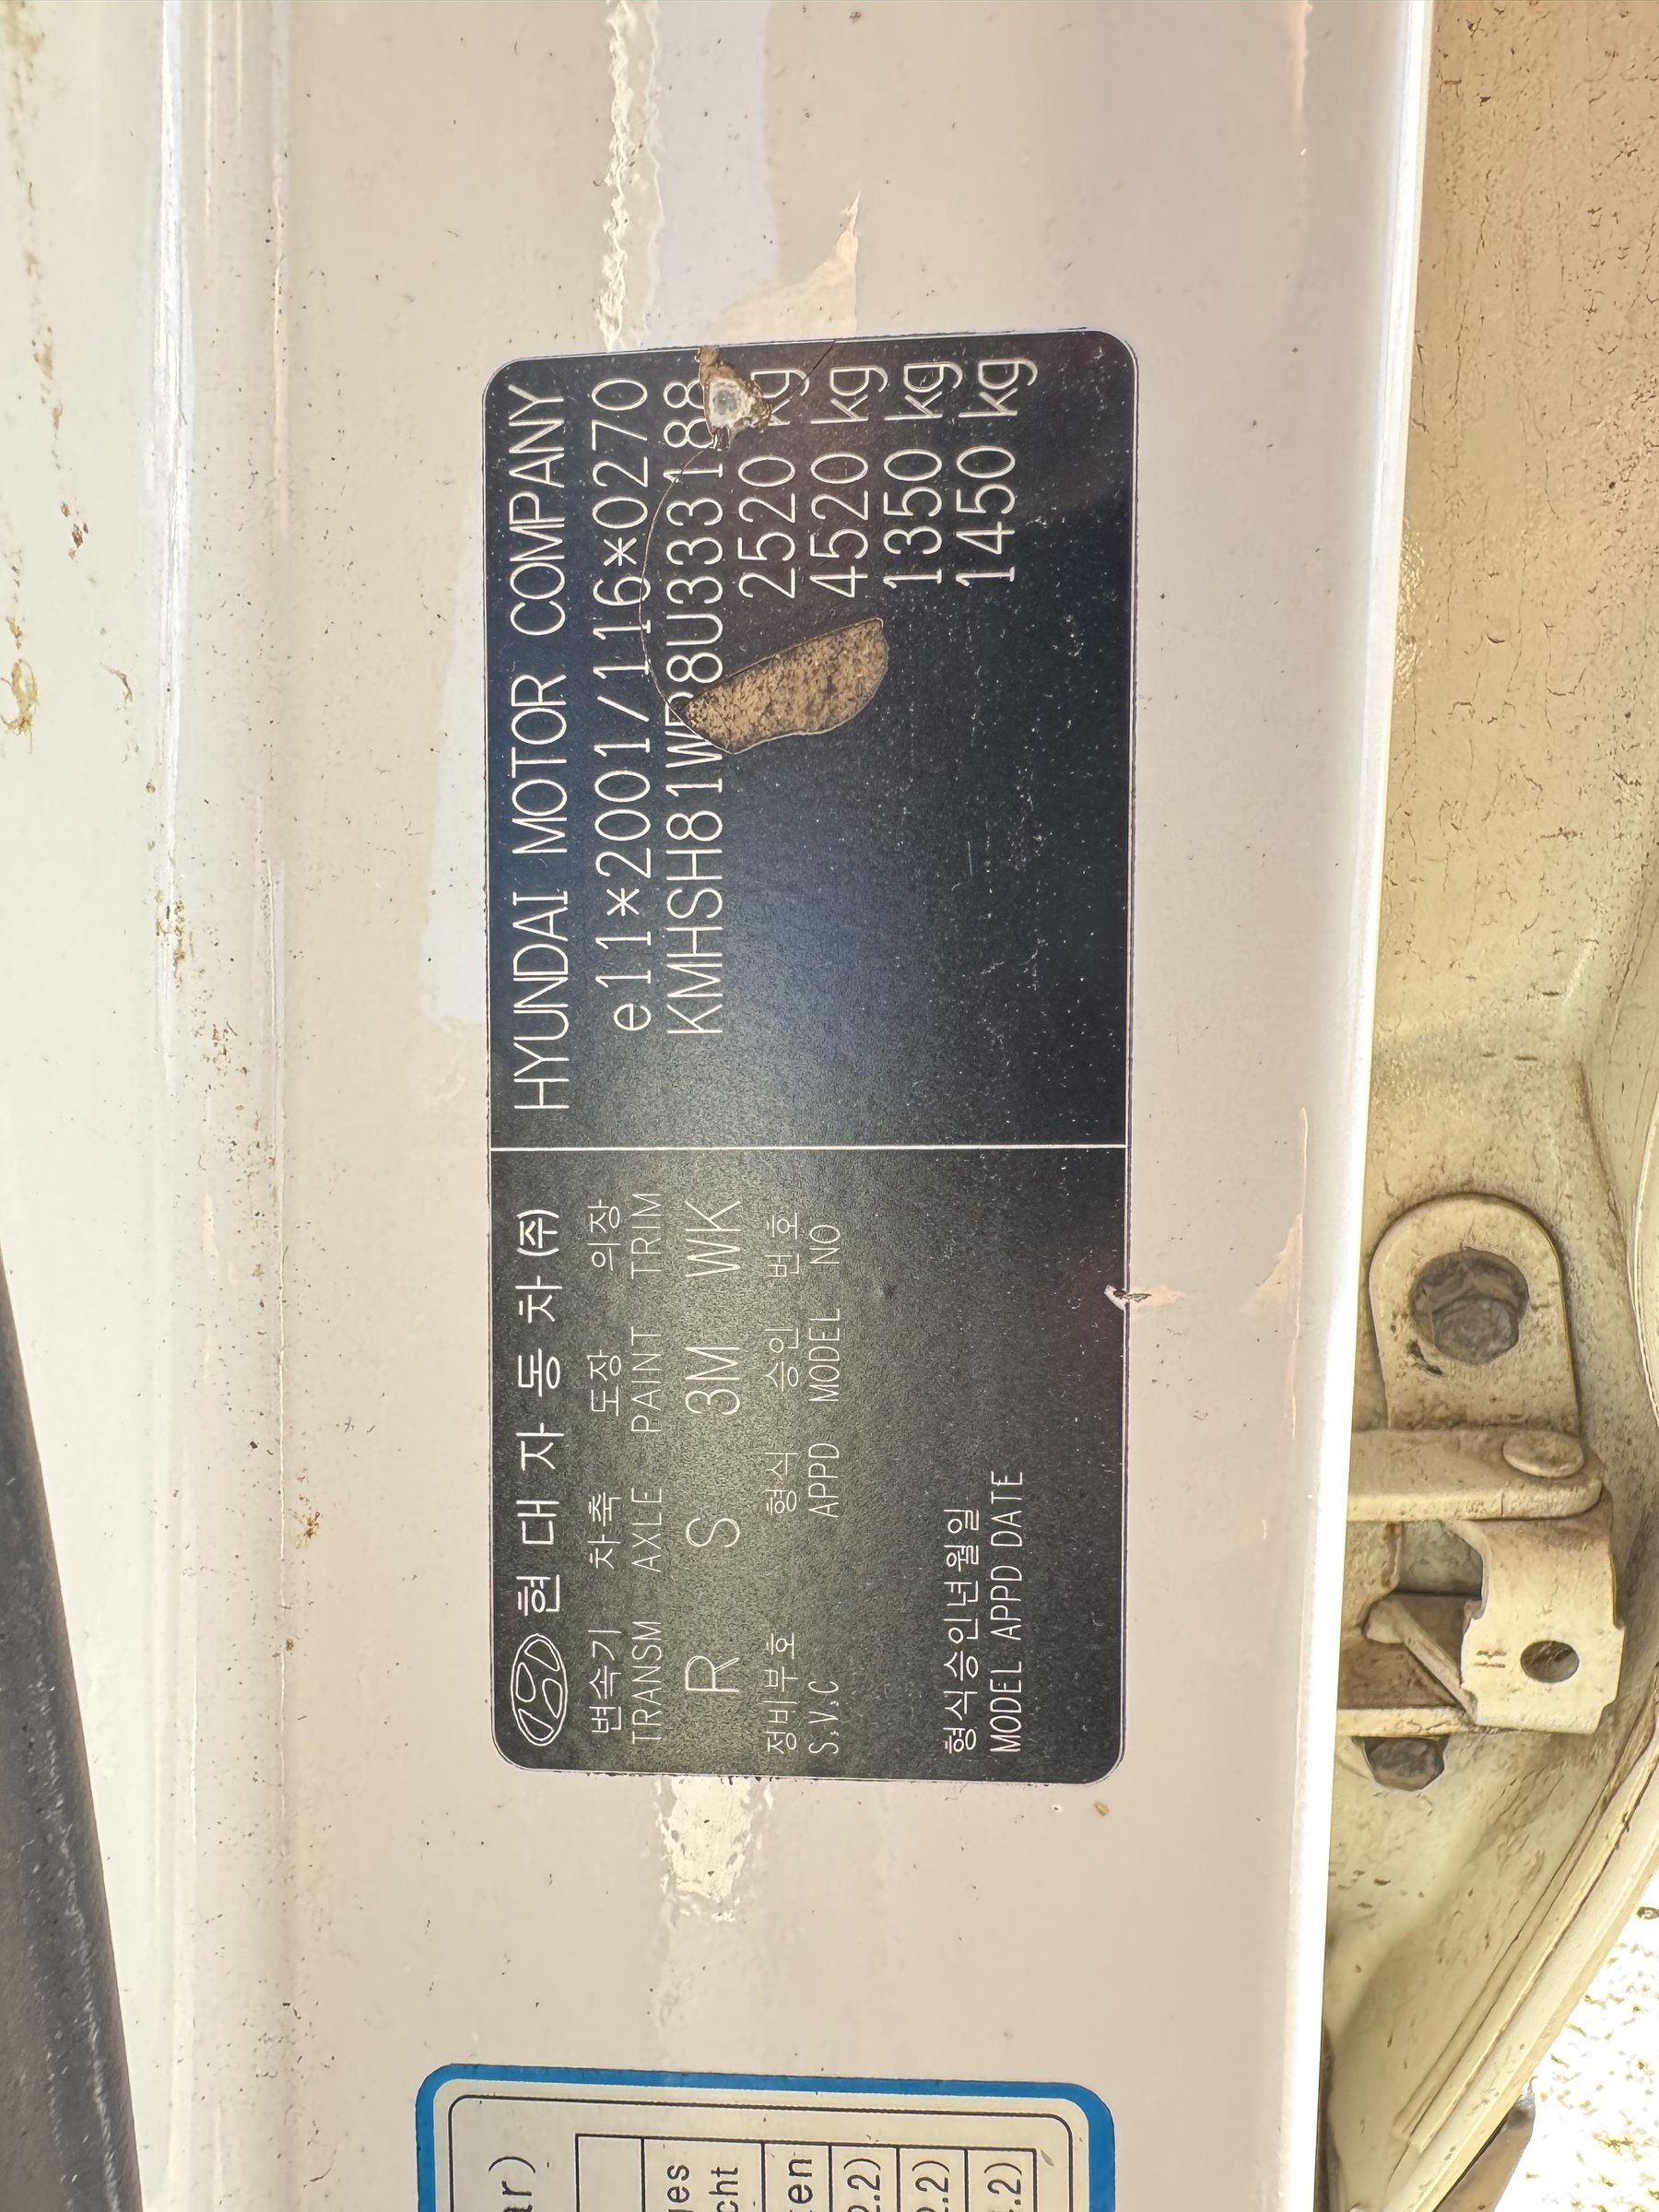 현 대 자 동 차 (주)
변속기 차축 도장 의장
TRANSM AXLE PAINT TRIM
R S 3M WK
정비부호 형식 승인 번호
S.V.C APPD MODEL NO
형식승인년월일
MODEL APPD DATE
HYUNDAI MOTOR COMPANY
e11*2001/116*0270
2520 kg
4520 kg
1350 kg
1450 kg
R